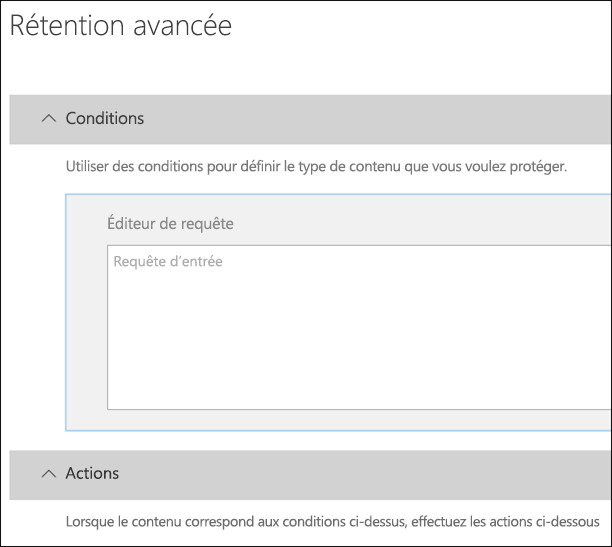 Rétention avancée
Conditions
Utiliser des conditions pour définir le type de contenu que vous voulez protéger.
Éditeur de requête
Requête d’entrée
Actions
Lorsque le contenu correspond aux conditions ci-dessus, effectuez les actions ci-dessous